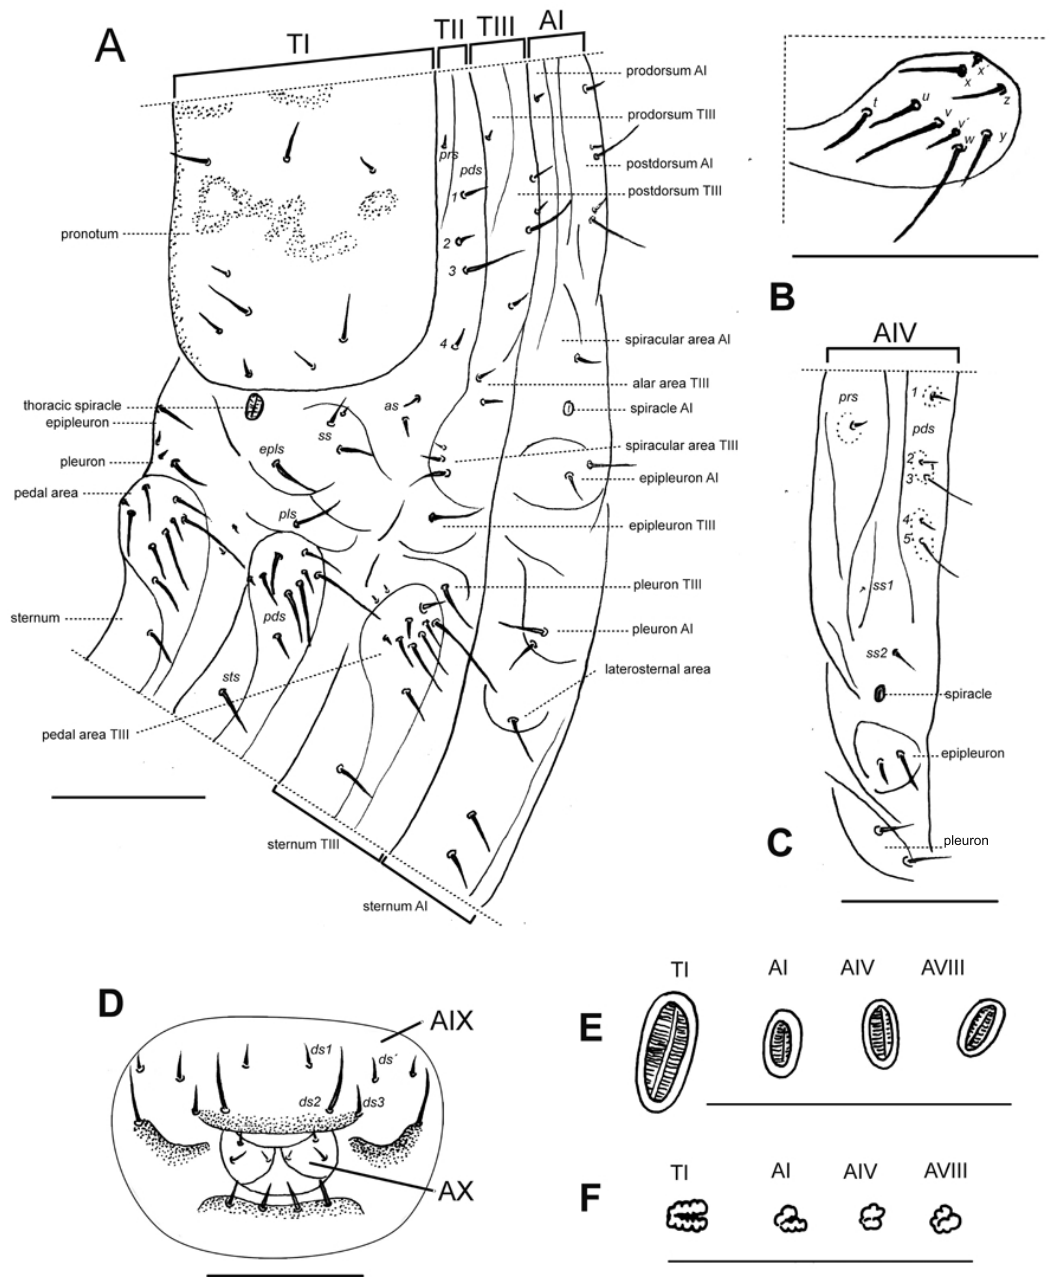 A
TI
TII
TIII
AI
prodorsum AI
prodorsum TIII
postdorsum AI
postdorsum TIII
prs
pds
1
2
3
4
pronotum
spiracular area AI
alar area TIII
spiracle AI
spiracular area TIII
epipleuron AI
epipleuron TIII
pleuron TIII
pleuron AI
laterosternal area
thoracic spiracle
epipleuron
pleuron
pedal area
sternum
pedal area TIII
as
ss
epls
pls
pds
sts
sternum TIII
sternum AI
x´
x
z
t
u
v
v´
w
y
B
AIV
prs
1
pds
2
3
4
5
ss1
ss2
spiracle
epipleuron
pleuron
C
D
AIX
ds1
ds´
ds2
ds3
AX
E
TI
AI
AIV
AVIII
F
TI
AI
AIV
AVIII